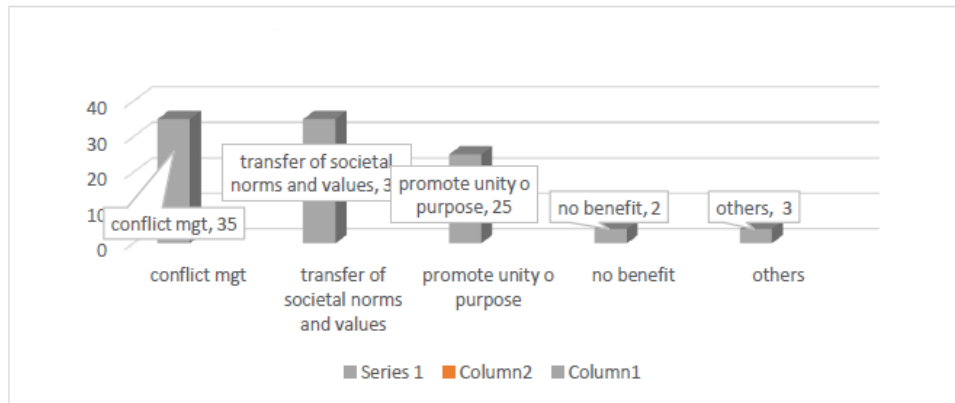 40
30
20
10
0
transfer of societal
norms and values, 3
promote unity o
purpose, 25
no benefit, 2
others, 3
conflict mgt, 35
conflict mgt
transfer of
societal norms
and values
promote unity o
purpose
no benefit
others
Series 1
Column2
Column1